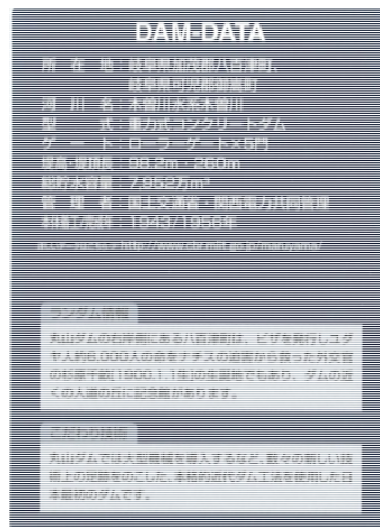 DAM-DATA
所在地:岐阜県加茂郡八百津町、
岐阜県可児郡御嵩町
河川名:木曽川水系木曽川
型式:重力式コンクリートダム
ゲート:ローラーゲート×5門
堤高・堤頂長:98.2m・260m
総貯水容量:7,952万m³
管理者:国土交通省・関西電力共同管理
本体着工/完成年:1943/1956年
http://www.cbr.mlit.go.jp/maruyama/
ランダム情報
丸山ダムの右岸側にある八百津町は、ビザを発行しユダ
ヤ人約6,000人の命をナチスの迫害から救った外交官
の杉原千畝(1900.1.1生)の生誕地でもあり、ダムの近
くの人道の丘に記念館があります。
こだわり技術
丸山ダムでは大型機械を導入するなど、数々の新しい技
術上の足跡をのこした、本格的近代ダム工法を使用した日
本最初のダムです。